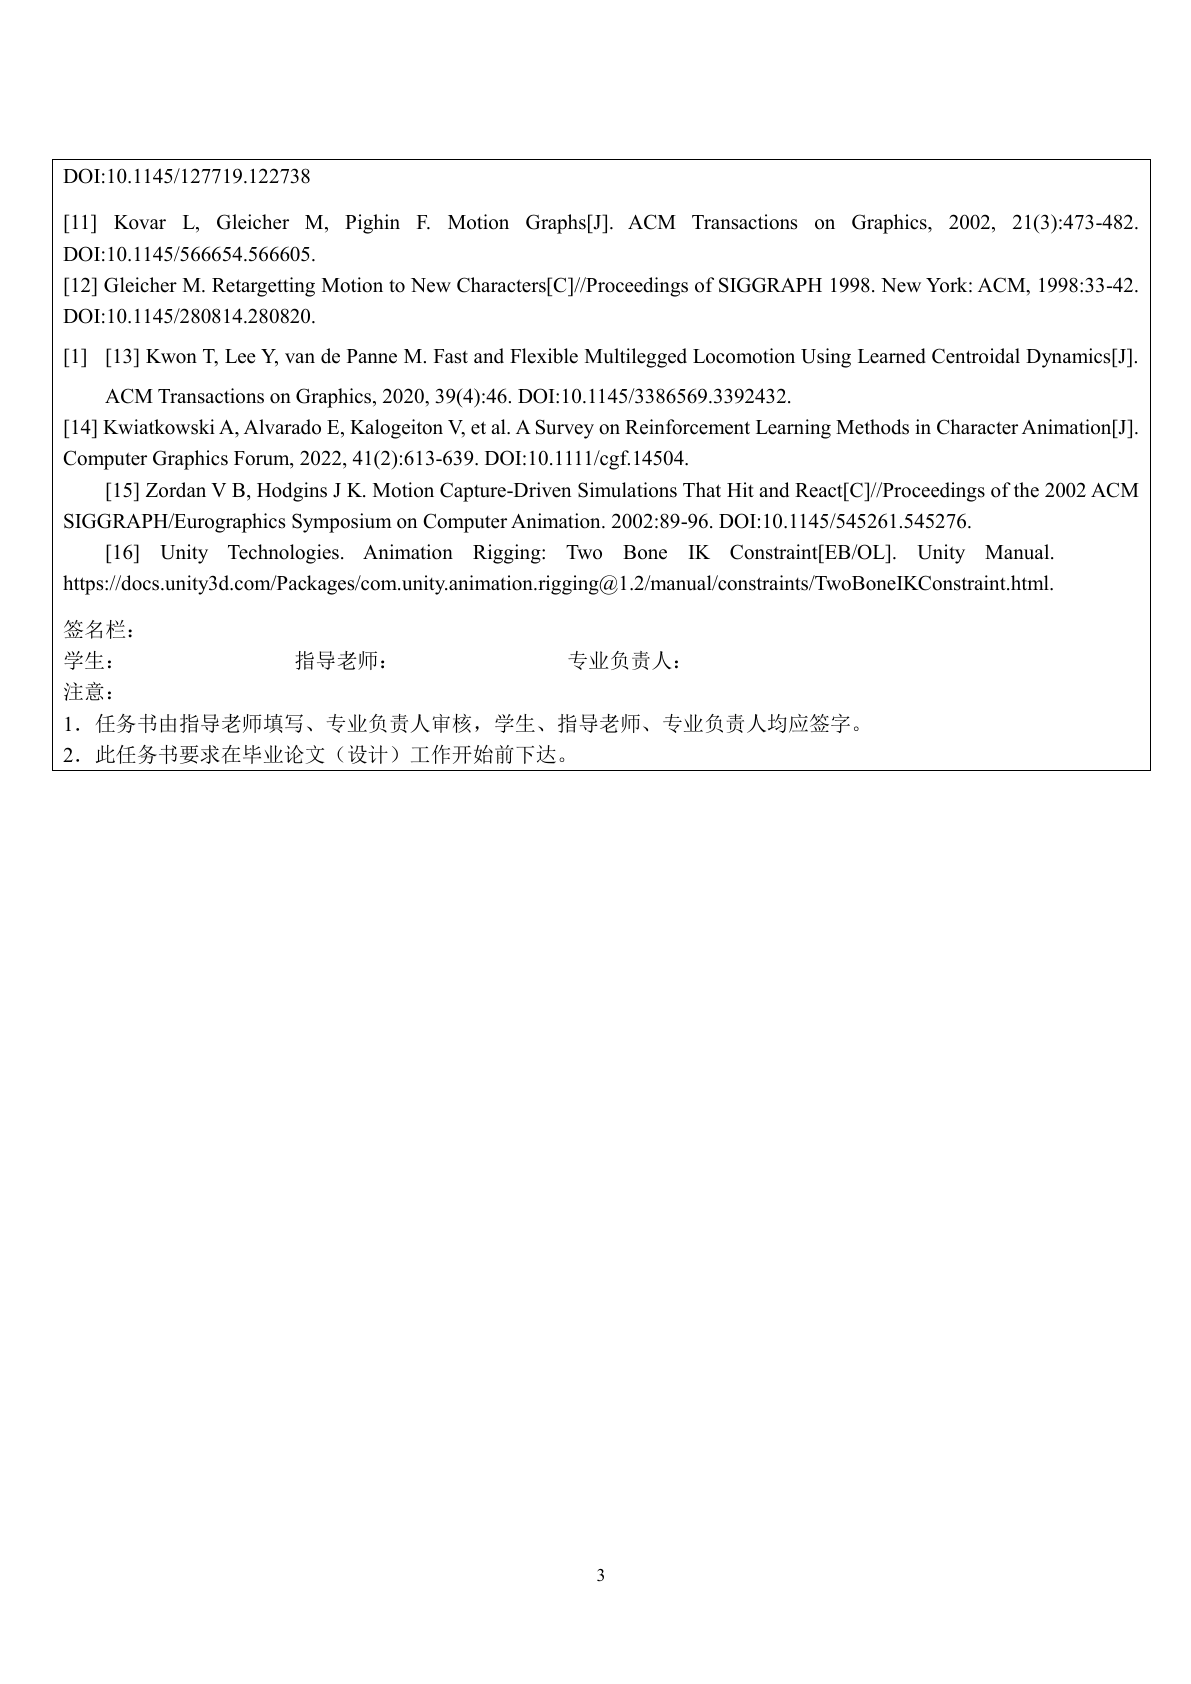 DOI:10.1145/127719.122738
[11] Kovar L, Gleicher M, Pighin F. Motion Graphs[J]. ACM Transactions on Graphics, 2002, 21(3):473-482.
DOI:10.1145/566654.566605.
[12] Gleicher M. Retargetting Motion to New Characters[C]//Proceedings of SIGGRAPH 1998. New York: ACM, 1998:33-42.
DOI:10.1145/280814.280820.
[1] [13] Kwon T, Lee Y, van de Panne M. Fast and Flexible Multilegged Locomotion Using Learned Centroidal Dynamics[J].
ACM Transactions on Graphics, 2020, 39(4):46. DOI:10.1145/3386569.3392432.
[14] Kwiatkowski A, Alvarado E, Kalogeiton V, et al. A Survey on Reinforcement Learning Methods in Character Animation[J].
Computer Graphics Forum, 2022, 41(2):613-639. DOI:10.1111/cgf.14504.
[15] Zordan V B, Hodgins J K. Motion Capture-Driven Simulations That Hit and React[C]//Proceedings of the 2002 ACM
SIGGRAPH/Eurographics Symposium on Computer Animation. 2002:89-96. DOI:10.1145/545261.545276.
[16] Unity Technologies. Animation Rigging: Two Bone IK Constraint[EB/OL]. Unity Manual.
https://docs.unity3d.com/Packages/com.unity.animation.rigging@1.2/manual/constraints/TwoBoneIKConstraint.html.
签名栏：
学生： 指导老师： 专业负责人：
注意：
1．任务书由指导老师填写、专业负责人审核，学生、指导老师、专业负责人均应签字。
2．此任务书要求在毕业论文（设计）工作开始前下达。
3